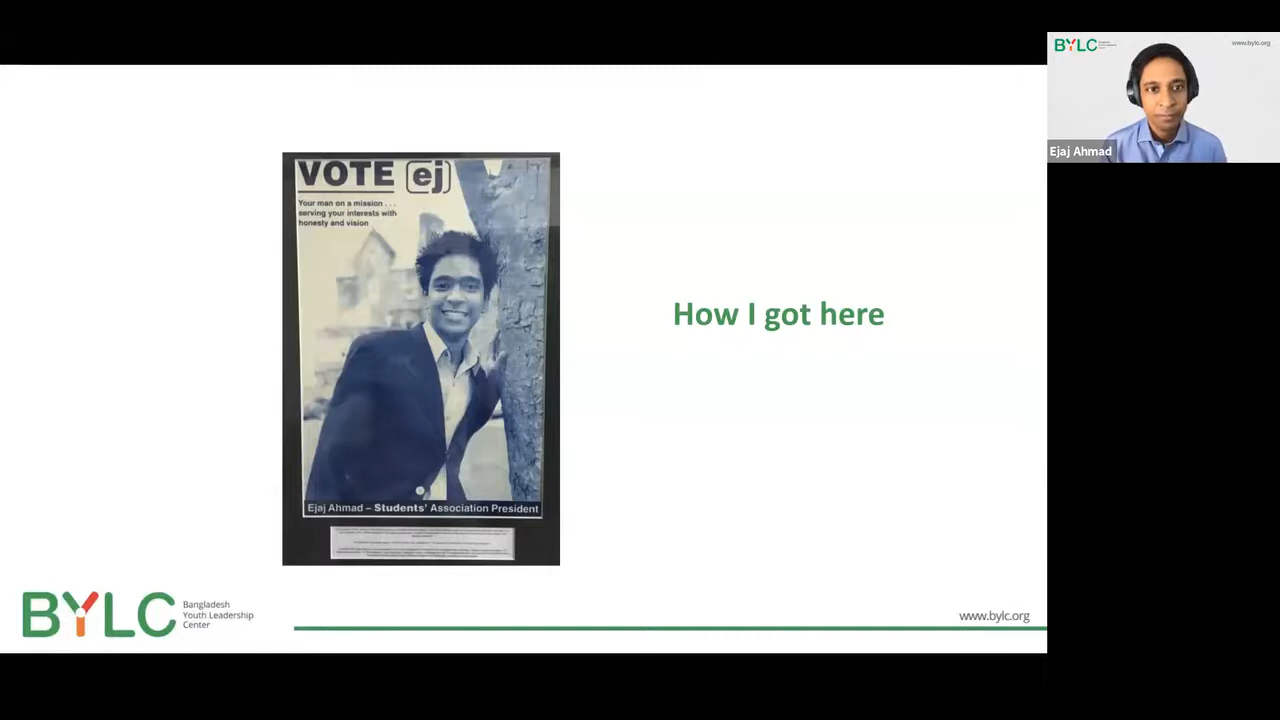 VOTE ej
Your man on a mission . . .
serving your interests with
honesty and vision
Ejaj Ahmad – Students' Association President
How I got here
BYLC
Bangladesh
Youth Leadership
Center
www.bylc.org
BYLC
www.bylc.org
Ejaj Ahmad